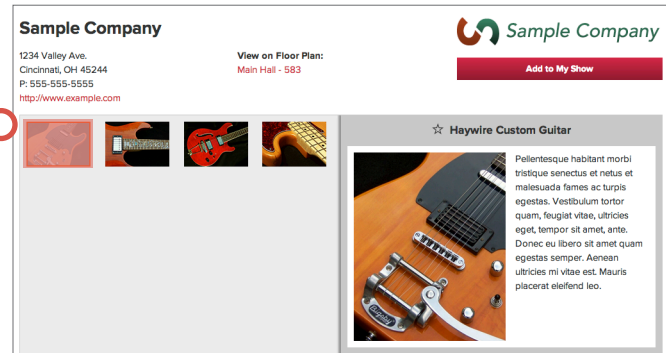 Sample Company
Sample Company
1234 Valley Ave.
Cincinnati, OH 45244
P: 555-555-5555
http://www.example.com
View on Floor Plan:
Main Hall - 583
Add to My Show
☆ Haywire Custom Guitar
Pellentesque habitant morbi
tristique senectus et netus et
malesuada fames ac turpis
egestas. Vestibulum tortor
quam, feugiat vitae, ultricies
eget, tempor sit amet, ante.
Donec eu libero sit amet quam
egestas semper. Aenean
ultricies mi vitae est. Mauris
placerat eleifend leo.
Bigsby